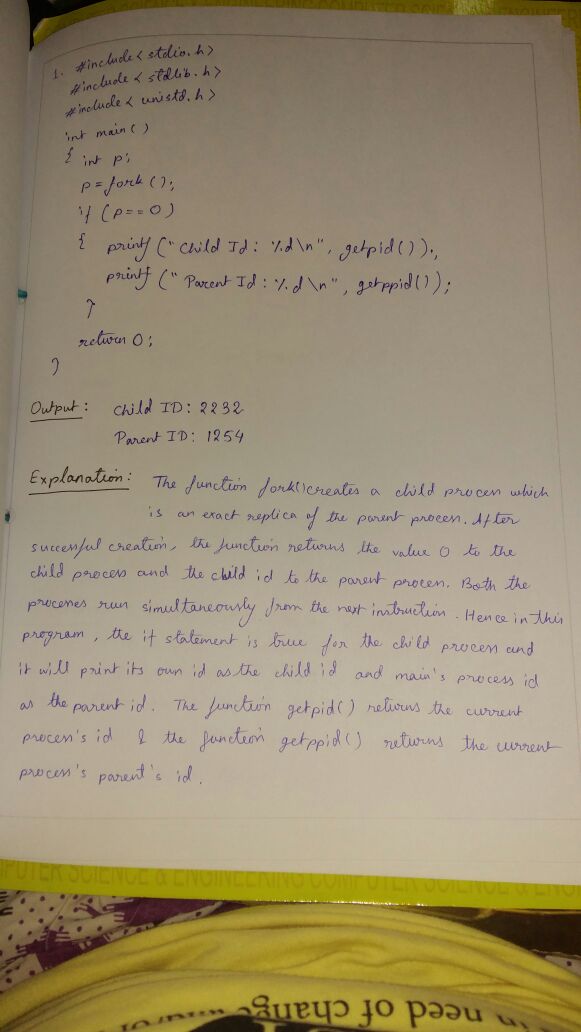 COMPUTER SCIENCE & ENGINEERING
1. #include < stdio.h>
#include < stdlib.h>
#include < unistd.h>
int main()
{ int p;
p = fork();
if (p==0)
{ printf ("Child Id: %d\n", getpid());
printf ("Parent Id: %d\n", getppid());
}
return 0;
}
Output: Child ID: 2232
Parent ID: 1254
Explanation: The function fork() creates a child process which
is an exact replica of the parent process. After
successful creation, the function returns the value 0 to the
child process and the child id to the parent process. Both the
processes run simultaneously from the next instruction. Hence in this
program, the if statement is true for the child process and
it will print its own id as the child id and main's process id
as the parent id. The function getpid() returns the current
process's id & the function getppid() returns the current
process's parent's id.
PUTER SCIENCE & ENGINEERING COMPUTER SCIENCE & ENG
in need of change